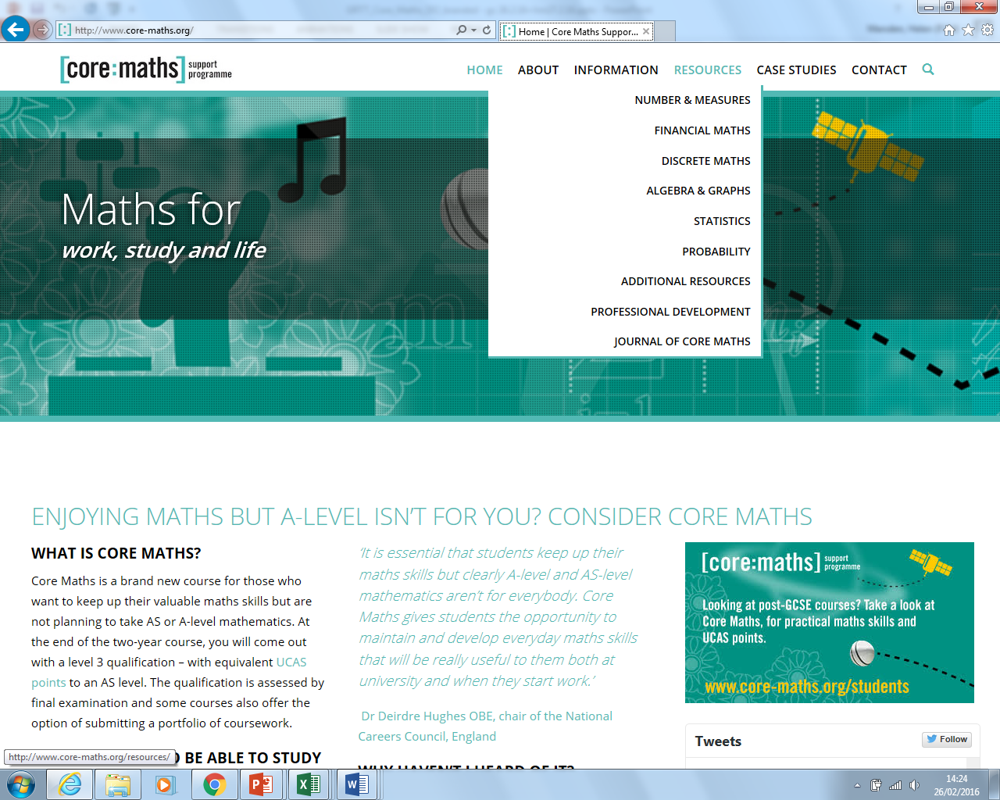 http://www.core-maths.org/
Home | Core Maths Suppor...
[core:maths] support
programme
HOME ABOUT INFORMATION RESOURCES CASE STUDIES CONTACT
NUMBER & MEASURES
FINANCIAL MATHS
DISCRETE MATHS
ALGEBRA & GRAPHS
STATISTICS
PROBABILITY
ADDITIONAL RESOURCES
PROFESSIONAL DEVELOPMENT
JOURNAL OF CORE MATHS
Maths for
work, study and life
ENJOYING MATHS BUT A-LEVEL ISN'T FOR YOU? CONSIDER CORE MATHS
WHAT IS CORE MATHS?
Core Maths is a brand new course for those who
want to keep up their valuable maths skills but are
not planning to take AS or A-level mathematics. At
the end of the two-year course, you will come out
with a level 3 qualification – with equivalent UCAS
points to an AS level. The qualification is assessed by
final examination and some courses also offer the
option of submitting a portfolio of coursework.
BE ABLE TO STUDY
http://www.core-maths.org/resources/
'It is essential that students keep up their
maths skills but clearly A-level and AS-level
mathematics aren't for everybody. Core
Maths gives students the opportunity to
maintain and develop everyday maths skills
that will be really useful to them both at
university and when they start work.'
Dr Deirdre Hughes OBE, chair of the National
Careers Council, England
WHY HAVEN'T I HEARD OF IT?
[core:maths] support
programme
Looking at post-GCSE courses? Take a look at
Core Maths, for practical maths skills and
UCAS points.
www.core-maths.org/students
Tweets
Follow
14:24
26/02/2016